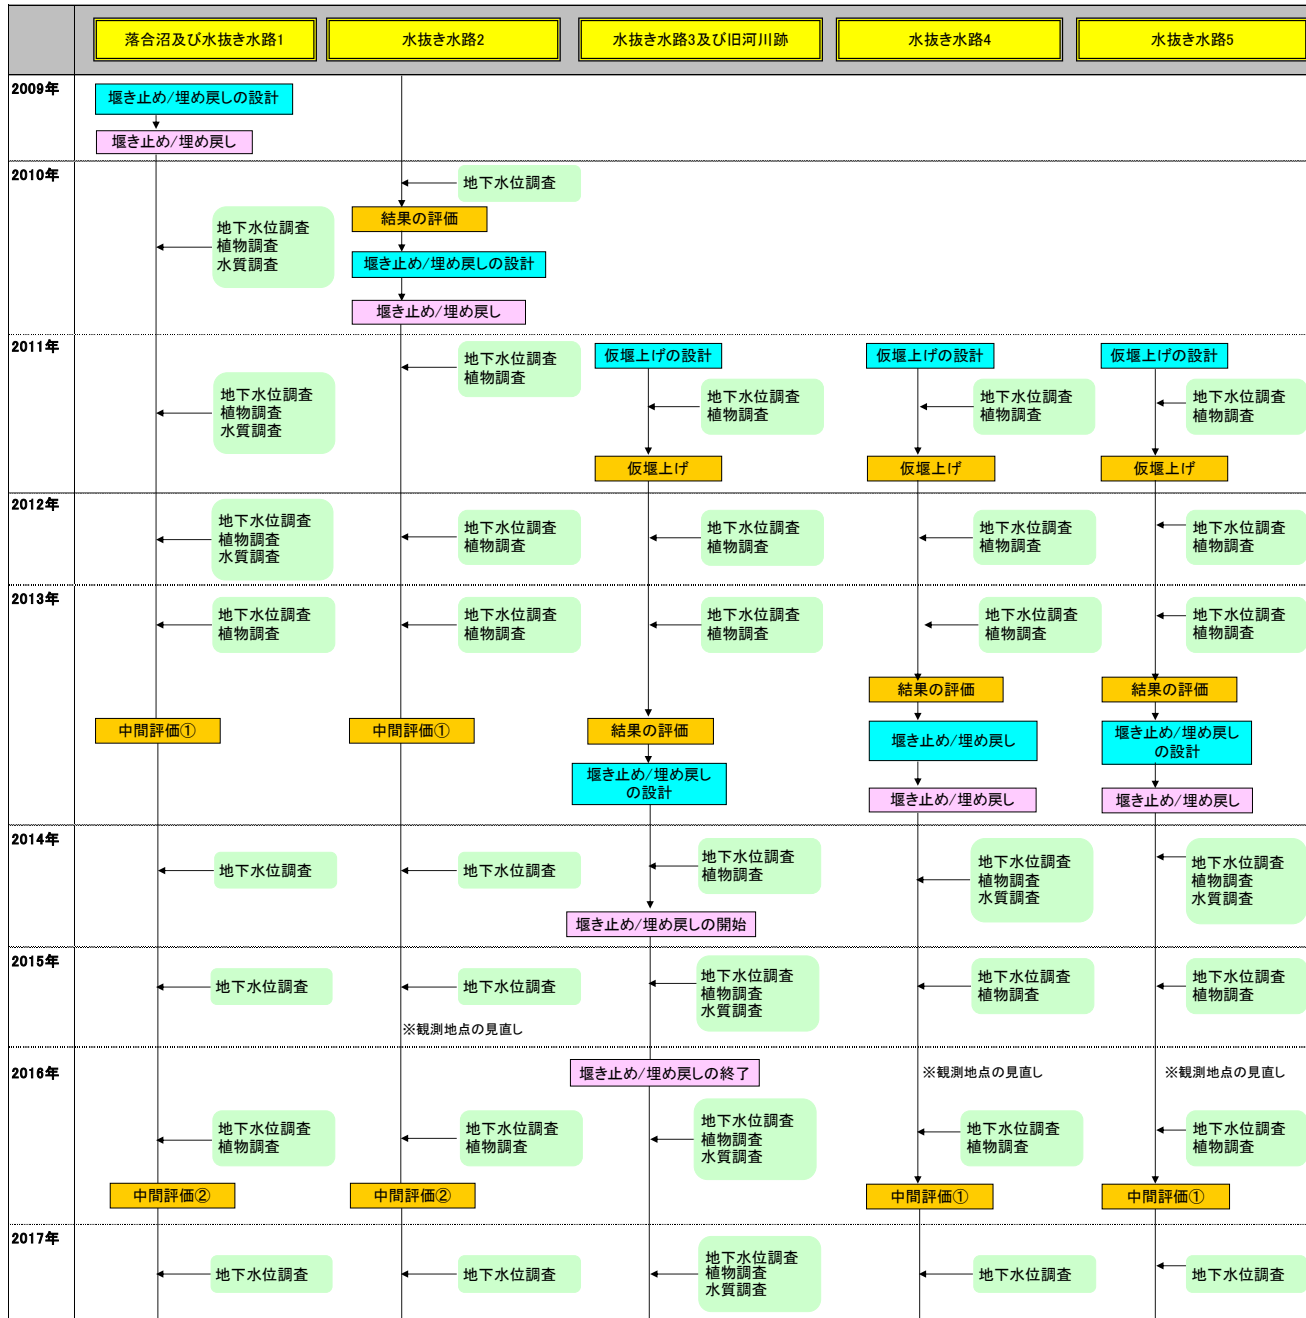 落合沼及び水抜き水路1
水抜き水路2
水抜き水路3及び旧河川跡
水抜き水路4
水抜き水路5
2009年
堰き止め/埋め戻しの設計
堰き止め/埋め戻し
2010年
地下水位調査
結果の評価
地下水位調査
植物調査
水質調査
堰き止め/埋め戻しの設計
堰き止め/埋め戻し
2011年
地下水位調査
植物調査
水質調査
地下水位調査
植物調査
仮堰上げの設計
地下水位調査
植物調査
仮堰上げ
仮堰上げの設計
地下水位調査
植物調査
仮堰上げ
仮堰上げの設計
地下水位調査
植物調査
仮堰上げ
2012年
地下水位調査
植物調査
水質調査
地下水位調査
植物調査
地下水位調査
植物調査
地下水位調査
植物調査
地下水位調査
植物調査
2013年
地下水位調査
植物調査
中間評価①
地下水位調査
植物調査
中間評価①
地下水位調査
植物調査
結果の評価
堰き止め/埋め戻し
の設計
地下水位調査
植物調査
結果の評価
堰き止め/埋め戻し
堰き止め/埋め戻し
地下水位調査
植物調査
結果の評価
堰き止め/埋め戻し
の設計
堰き止め/埋め戻し
2014年
地下水位調査
地下水位調査
地下水位調査
植物調査
堰き止め/埋め戻しの開始
地下水位調査
植物調査
水質調査
地下水位調査
植物調査
水質調査
2015年
地下水位調査
地下水位調査
※観測地点の見直し
地下水位調査
植物調査
水質調査
地下水位調査
植物調査
地下水位調査
植物調査
2016年
地下水位調査
植物調査
中間評価②
地下水位調査
植物調査
中間評価②
堰き止め/埋め戻しの終了
地下水位調査
植物調査
水質調査
※観測地点の見直し
地下水位調査
植物調査
中間評価①
※観測地点の見直し
地下水位調査
植物調査
中間評価①
2017年
地下水位調査
地下水位調査
地下水位調査
植物調査
水質調査
地下水位調査
地下水位調査